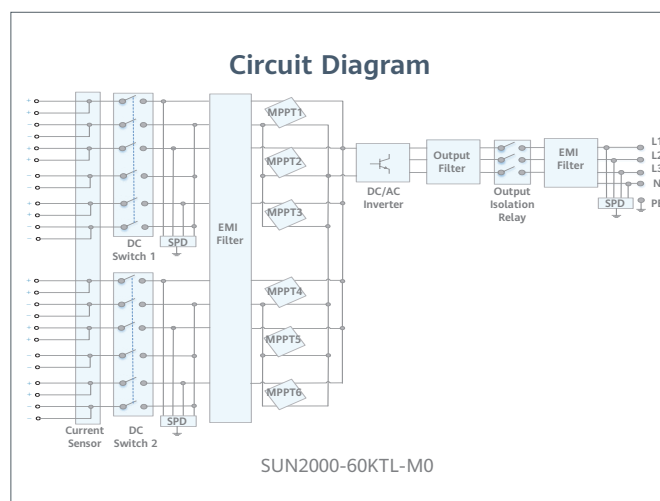 Circuit Diagram
MPPT1
MPPT2
MPPT3
MPPT4
MPPT5
MPPT6
EMI
Filter
SPD
DC
Switch 1
SPD
Current
Sensor
DC
Switch 2
DC/AC
Inverter
Output
Filter
Output
Isolation
Relay
EMI
Filter
SPD
L1
L2
L3
N
PE
SUN2000-60KTL-M0